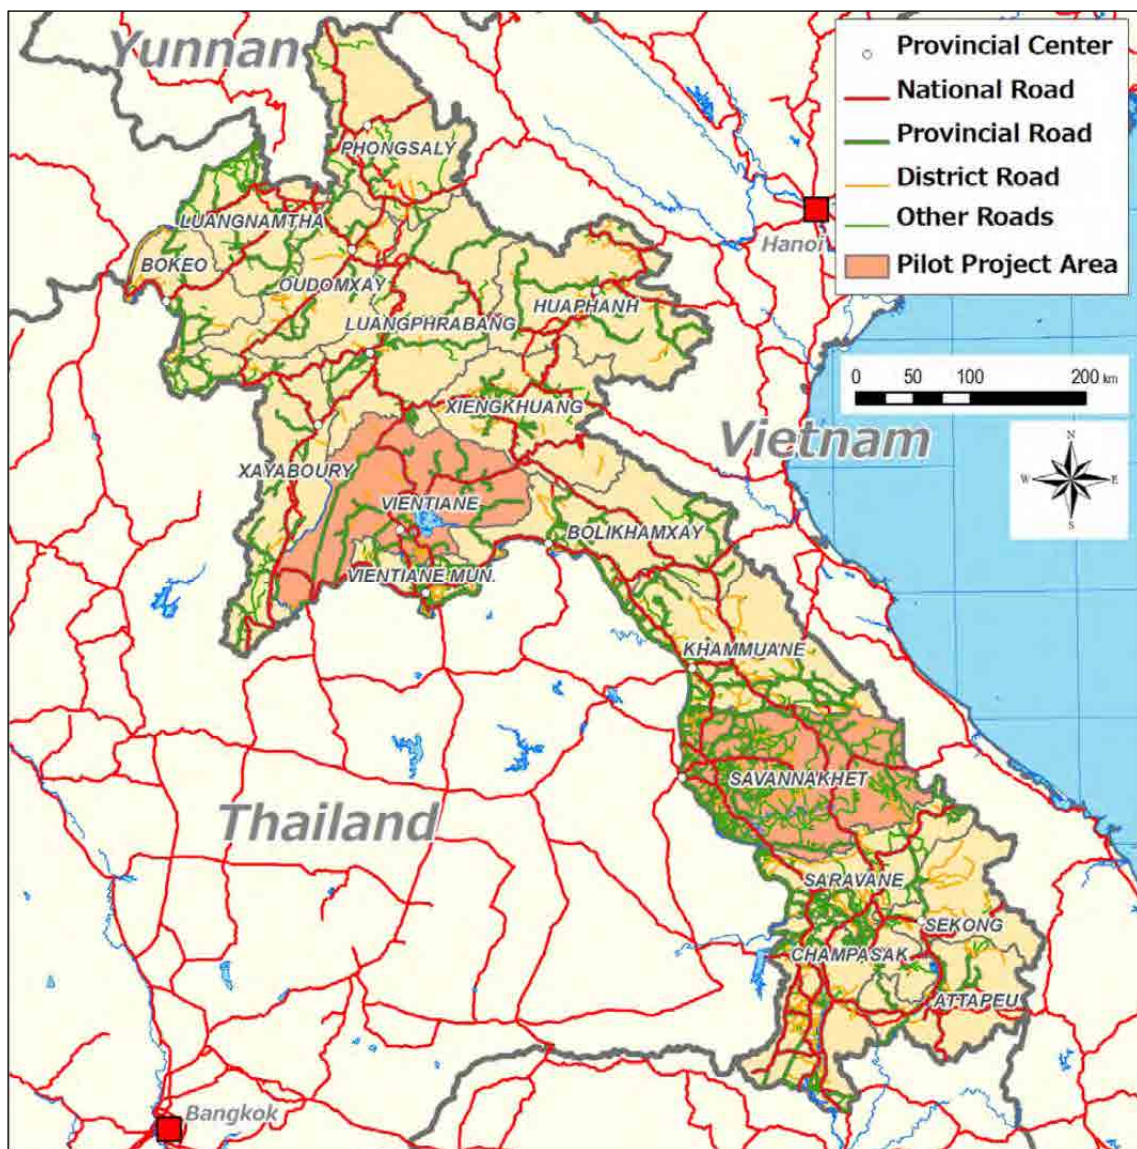 Yunnan
Provincial Center
National Road
Provincial Road
District Road
Other Roads
Pilot Project Area
PHONGSALY
LUANGNAMTHA
Hanoi
BOKEO
OUDOMXAY
HUAPHANH
LUANGPHRABANG
0 50 100 200 km
XIENGKHUANG
Vietnam
N
W E
S
XAYABOURY
VIENTIANE
BOLIKHAMXAY
VIENTIANE MUN.
KHAMMUANE
SAVANNAKHET
Thailand
SARAVANE
SEKONG
CHAMPASAK
ATTAPEU
Bangkok